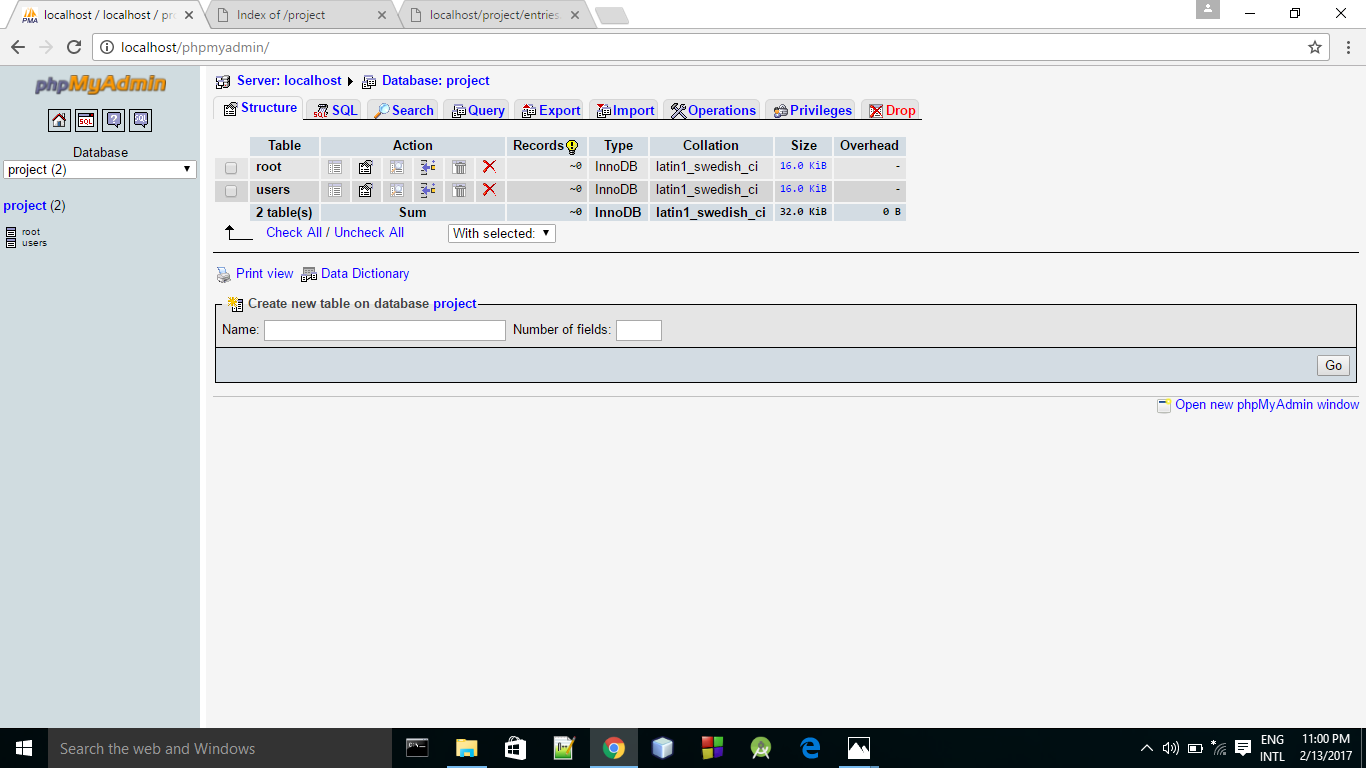 localhost / localhost / pr
Index of /project
localhost/project/entries
localhost/phpmyadmin/
phpMyAdmin
Database
project (2)
project (2)
root
users
Server: localhost Database: project
Structure SQL Search Query Export Import Operations Privileges Drop
Table Action Records Type Collation Size Overhead
root ~0 InnoDB latin1_swedish_ci 16.0 KiB -
users ~0 InnoDB latin1_swedish_ci 16.0 KiB -
2 table(s) Sum ~0 InnoDB latin1_swedish_ci 32.0 KiB 0 B
Check All / Uncheck All With selected:
Print view Data Dictionary
Create new table on database project
Name: Number of fields:
Go
Open new phpMyAdmin window
Search the web and Windows
ENG
INTL
11:00 PM
2/13/2017